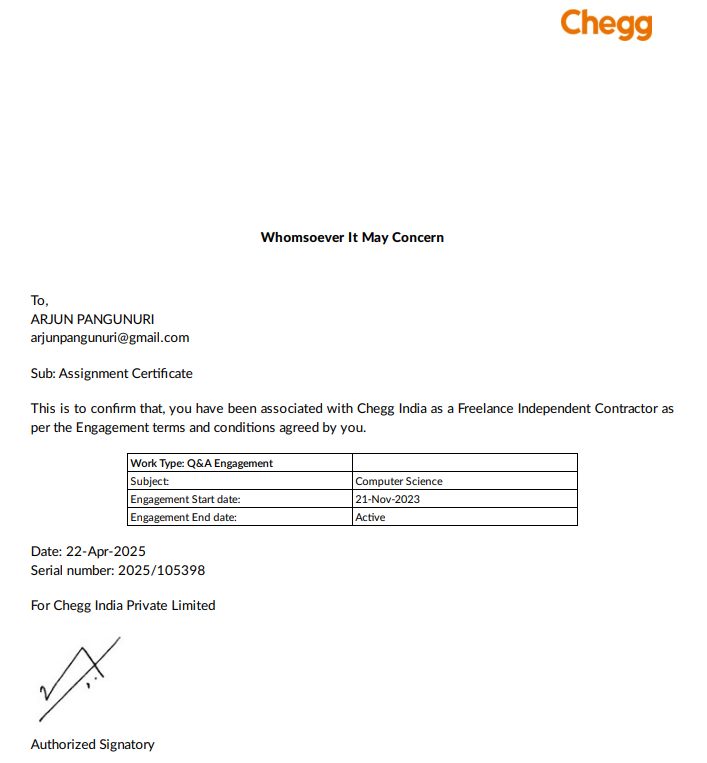 Chegg
Whomsoever It May Concern
To,
ARJUN PANGUNURI
arjunpangunuri@gmail.com
Sub: Assignment Certificate
This is to confirm that, you have been associated with Chegg India as a Freelance Independent Contractor as
per the Engagement terms and conditions agreed by you.
Work Type: Q&A Engagement
Subject: Computer Science
Engagement Start date: 21-Nov-2023
Engagement End date: Active
Date: 22-Apr-2025
Serial number: 2025/105398
For Chegg India Private Limited
Authorized Signatory